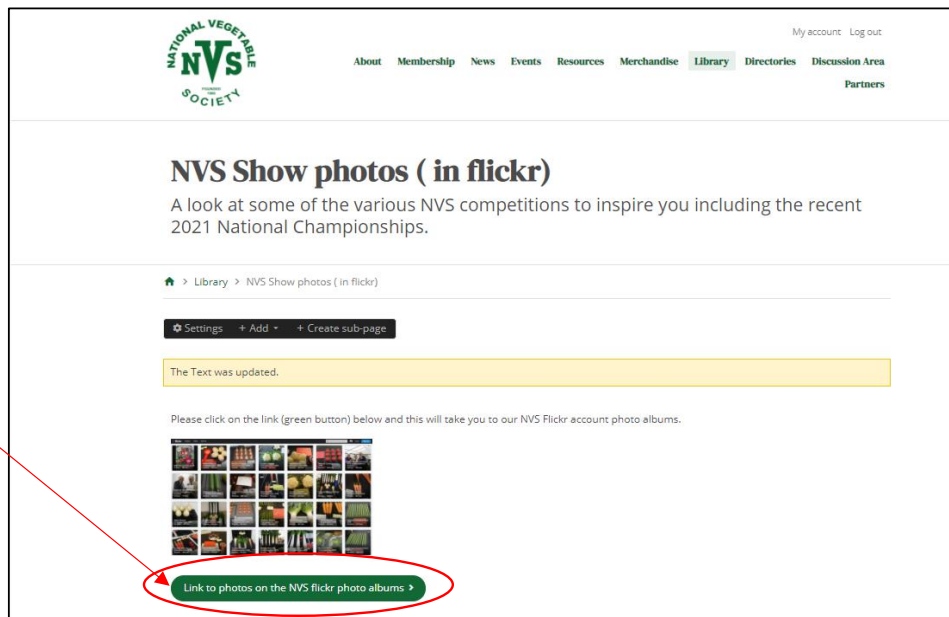 NATIONAL VEGETABLE
NVS
SOCIETY
My account Log out
About Membership News Events Resources Merchandise Library Directories Discussion Area
Partners
NVS Show photos ( in flickr)
A look at some of the various NVS competitions to inspire you including the recent
2021 National Championships.
> Library > NVS Show photos ( in flickr)
Settings + Add + Create sub-page
The Text was updated.
Please click on the link (green button) below and this will take you to our NVS Flickr account photo albums.
Link to photos on the NVS flickr photo albums >